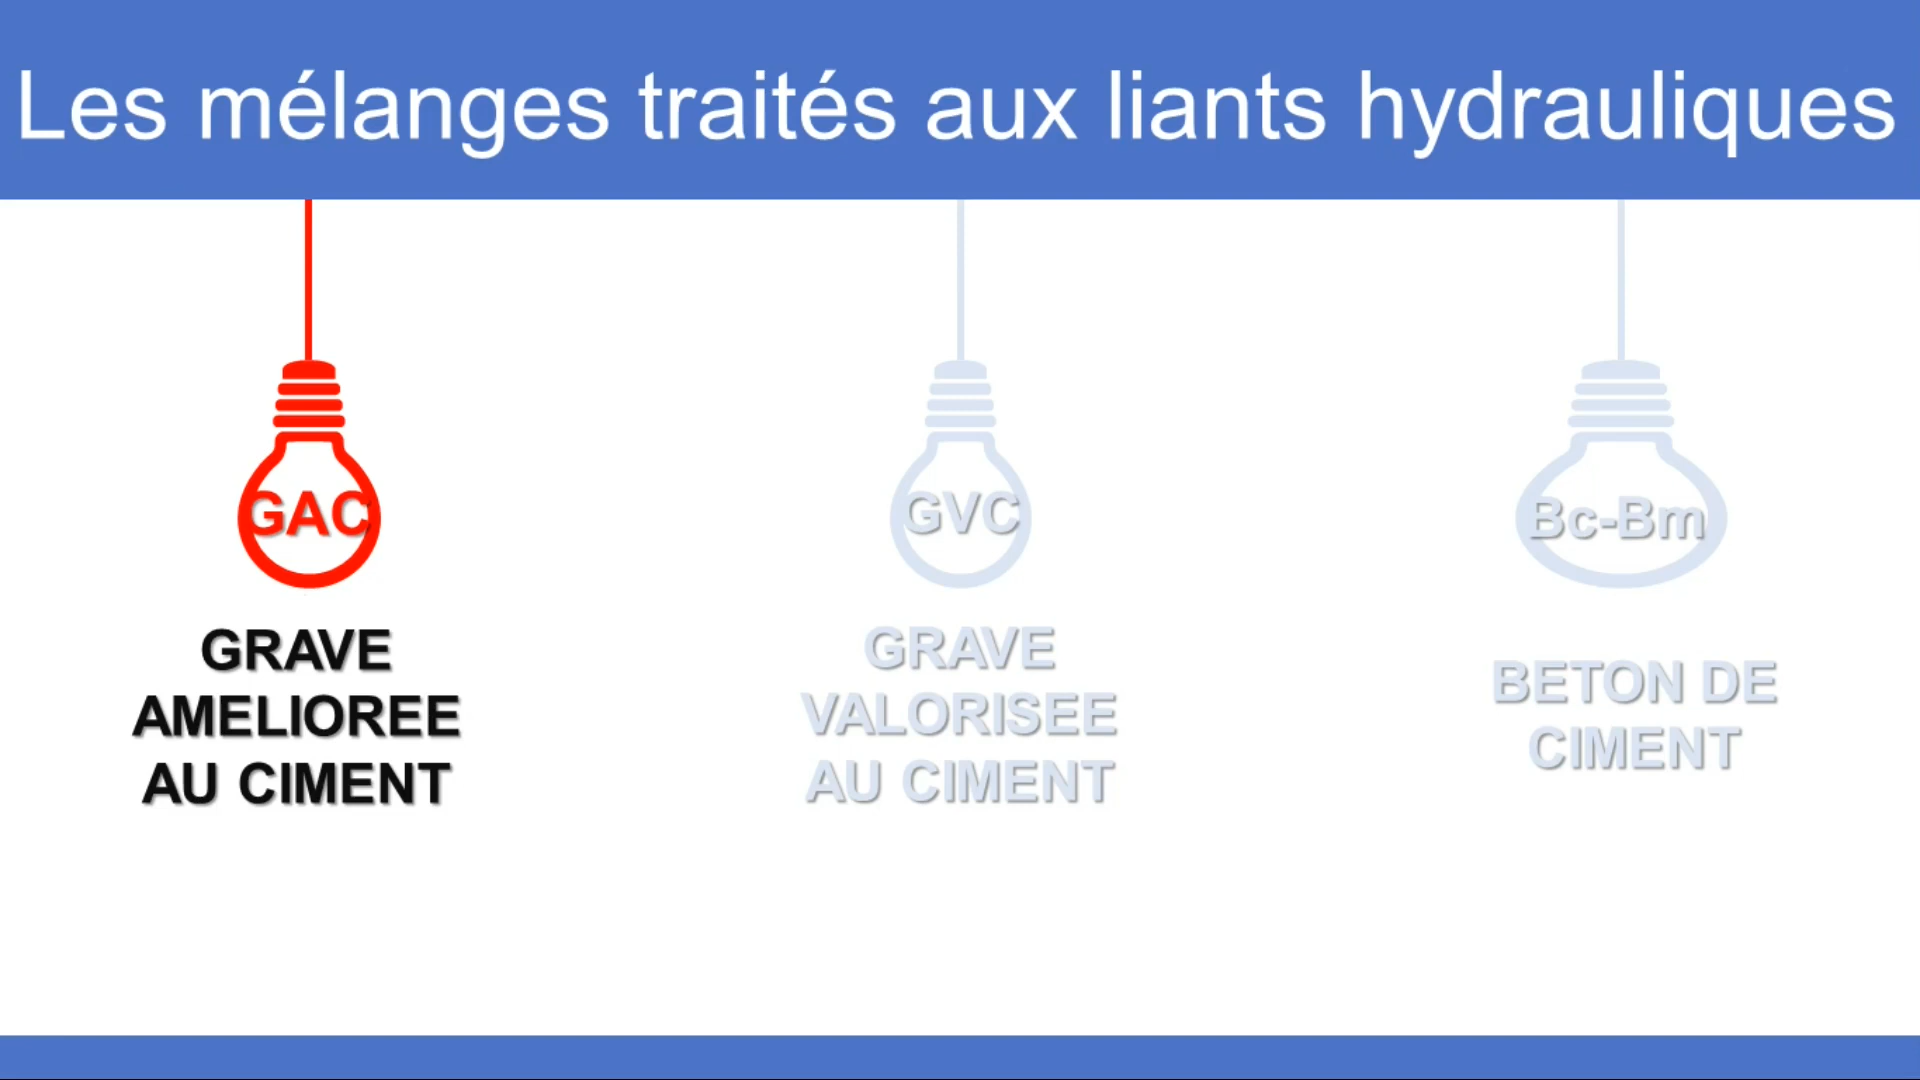 Les mélanges traités aux liants hydrauliques
GAC
GRAVE
AMELIOREE
AU CIMENT
GVC
GRAVE
VALORISEE
AU CIMENT
Bc-Bm
BETON DE
CIMENT